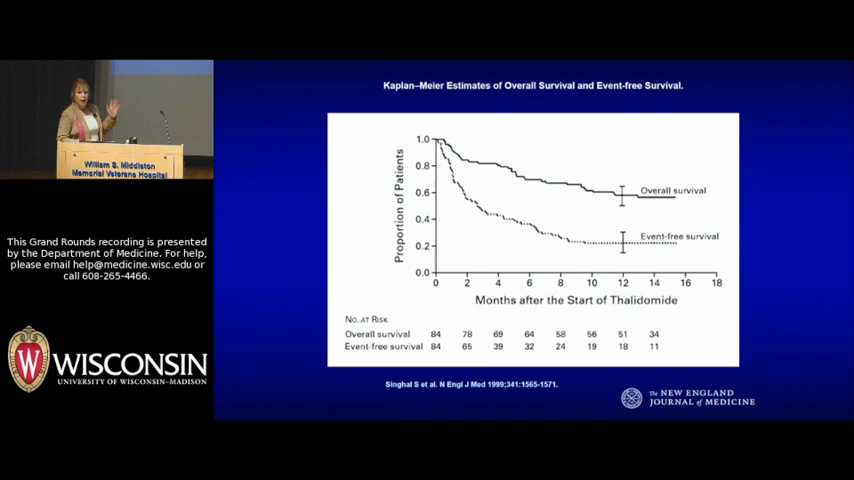 Kaplan–Meier Estimates of Overall Survival and Event-free Survival.
William S. Middleton
Memorial Veterans Hospital
This Grand Rounds recording is presented
by the Department of Medicine. For help,
please email help@medicine.wisc.edu or
call 608-265-4466.
W WISCONSIN
UNIVERSITY OF WISCONSIN–MADISON
Proportion of Patients
1.0
0.8
0.6
0.4
0.2
0.0
Overall survival
Event-free survival
0 2 4 6 8 10 12 14 16 18
Months after the Start of Thalidomide
No. at Risk
Overall survival 84 78 69 64 58 56 51 34
Event-free survival 84 65 39 32 24 19 18 11
Singhal S et al. N Engl J Med 1999;341:1565-1571.
The NEW ENGLAND
JOURNAL of MEDICINE